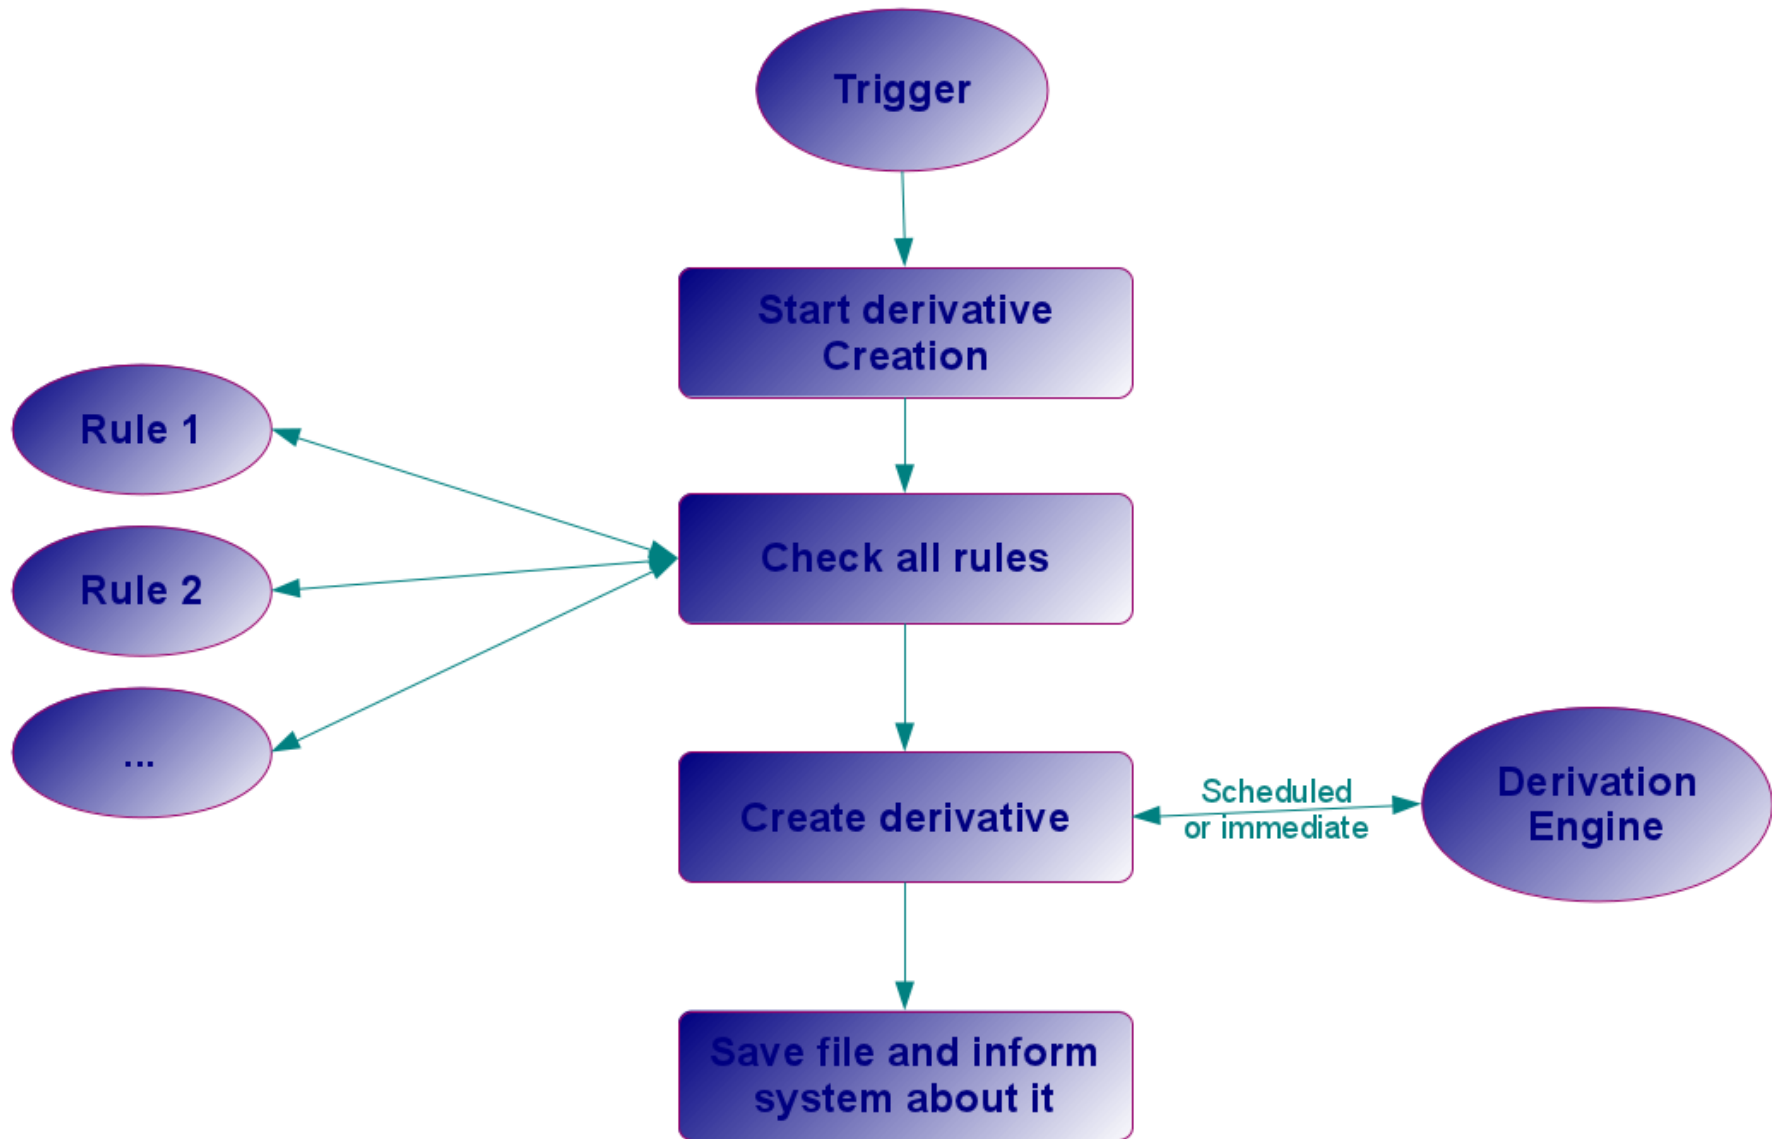 Trigger
Start derivative
Creation
Rule 1
Check all rules
Rule 2
...
Create derivative
Scheduled
or immediate
Derivation
Engine
Save file and inform
system about it